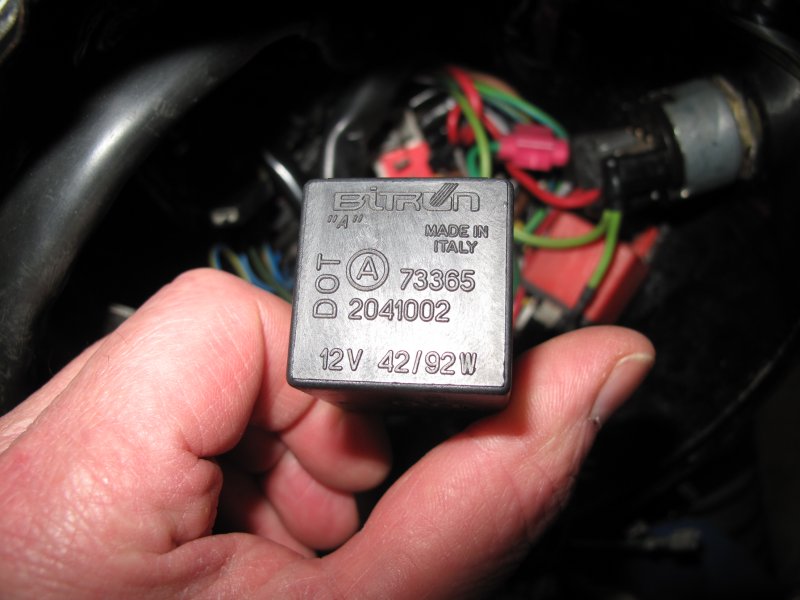 BiTRON
"A"
MADE IN
ITALY
DOT
A 73365
2041002
12V 42/92W